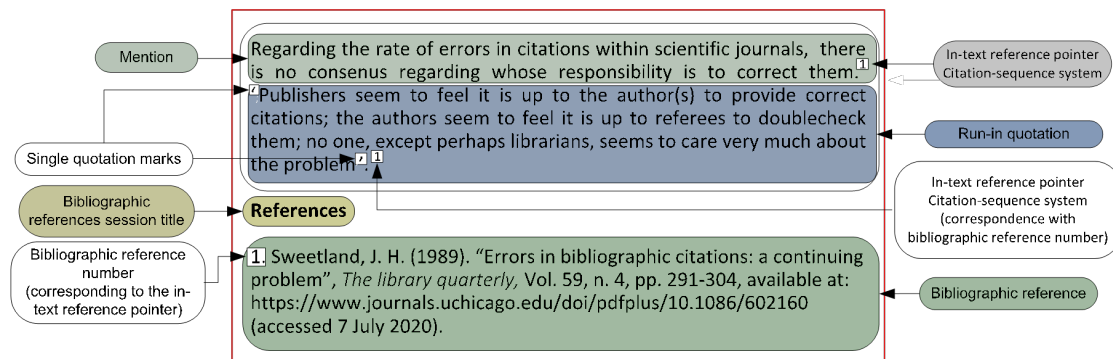 Mention
Regarding the rate of errors in citations within scientific journals, there
is no consenus regarding whose responsibility is to correct them. 1
‘Publishers seem to feel it is up to the author(s) to provide correct
citations; the authors seem to feel it is up to referees to doublecheck
them; no one, except perhaps librarians, seems to care very much about
the problem’. 1
In-text reference pointer
Citation-sequence system
Run-in quotation
Single quotation marks
In-text reference pointer
Citation-sequence system
(correspondence with
bibliographic reference number)
Bibliographic
references session title
References
Bibliographic reference
number
(corresponding to the in-
text reference pointer)
1. Sweetland, J. H. (1989). “Errors in bibliographic citations: a continuing
problem”, The library quarterly, Vol. 59, n. 4, pp. 291-304, available at:
https://www.journals.uchicago.edu/doi/pdfplus/10.1086/602160
(accessed 7 July 2020).
Bibliographic reference